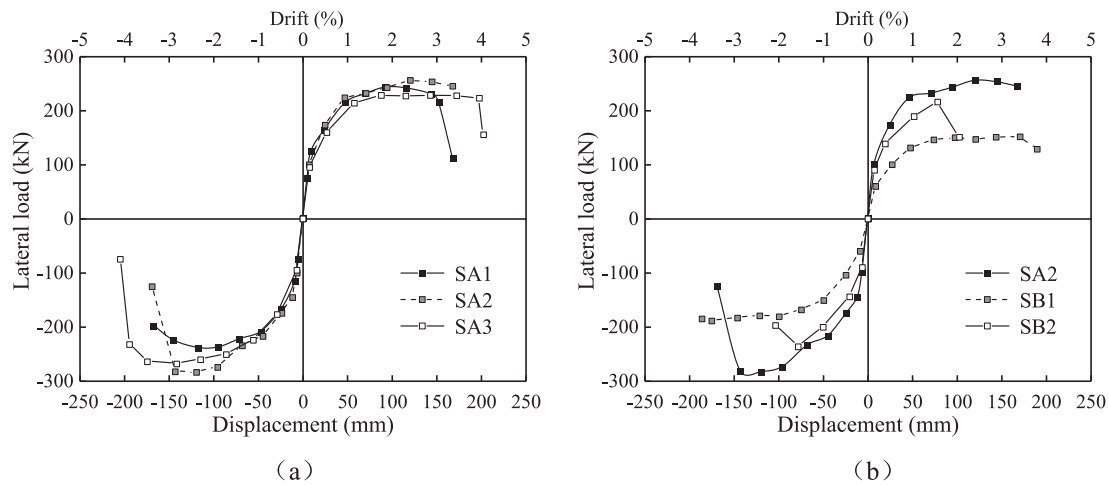 Drift (%)
-5 -4 -3 -2 -1 0 1 2 3 4 5
300
200
100
0
-100
-200
-300
Lateral load (kN)
SA1
SA2
SA3
-250 -200 -150 -100 -50 0 50 100 150 200 250
Displacement (mm)
(a)
Drift (%)
-5 -4 -3 -2 -1 0 1 2 3 4 5
300
200
100
0
-100
-200
-300
Lateral load (kN)
SA2
SB1
SB2
-250 -200 -150 -100 -50 0 50 100 150 200 250
Displacement (mm)
(b)